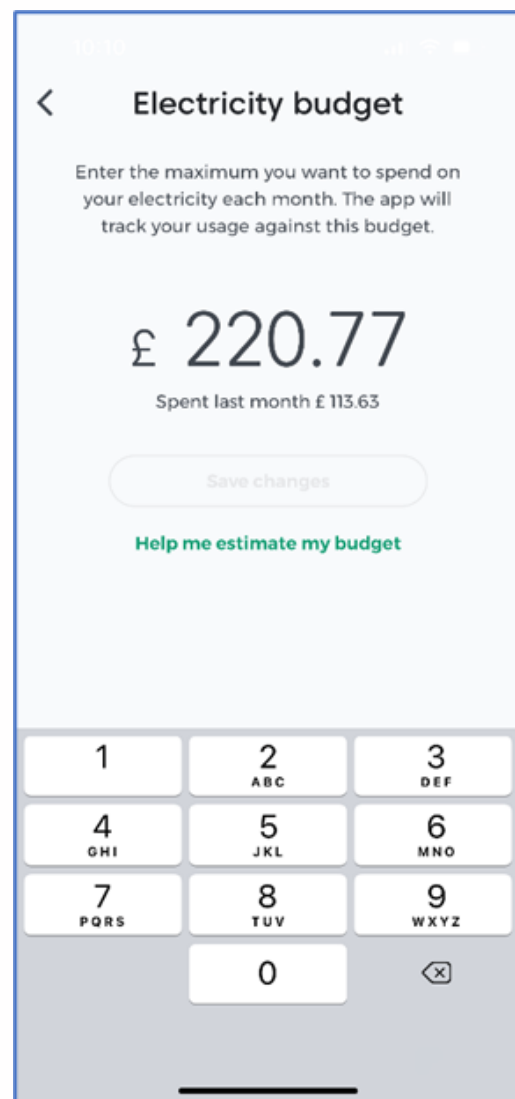 10:10
Electricity budget
Enter the maximum you want to spend on
your electricity each month. The app will
track your usage against this budget.
£ 220.77
Spent last month £ 113.63
Save changes
Help me estimate my budget
1
2
ABC
3
DEF
4
GHI
5
JKL
6
MNO
7
PQRS
8
TUV
9
WXYZ
0